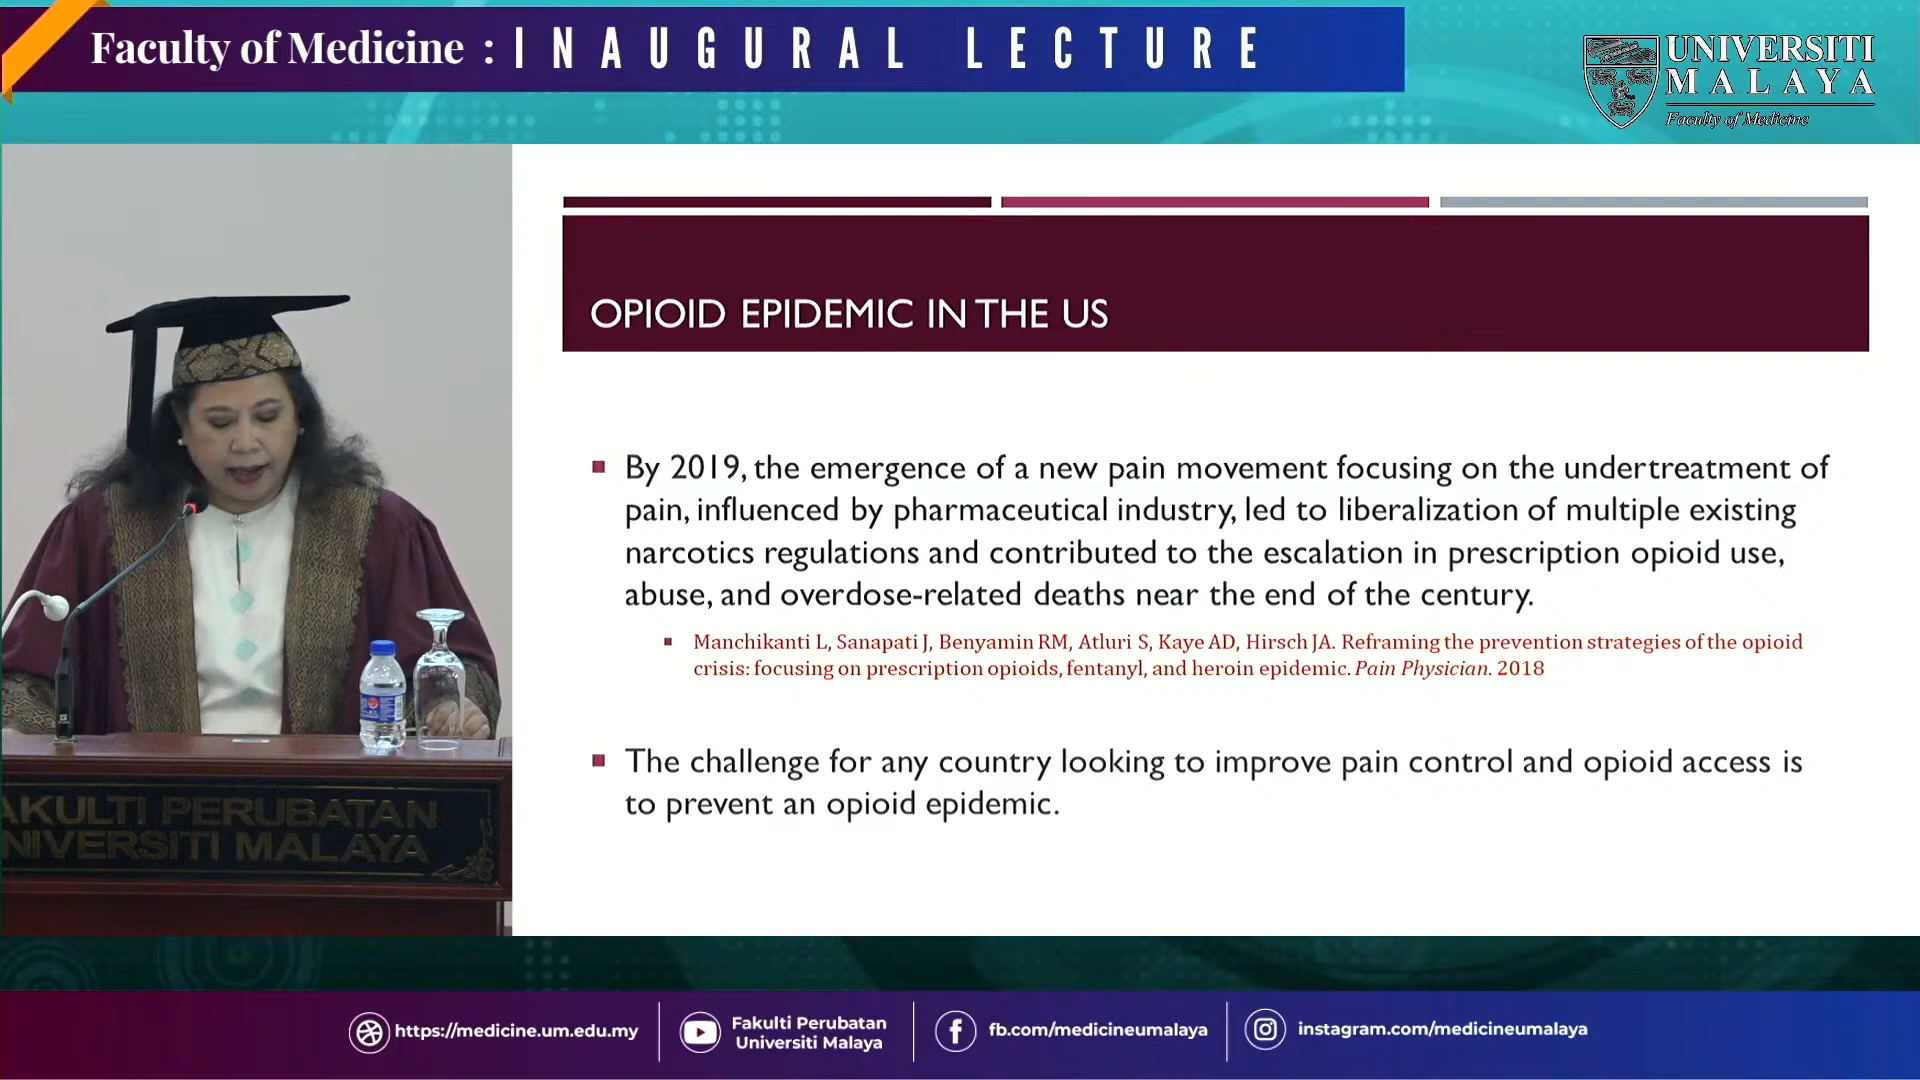 Faculty of Medicine : INAUGURAL LECTURE
UNIVERSITI
MALAYA
Faculty of Medicine
OPIOID EPIDEMIC IN THE US
By 2019, the emergence of a new pain movement focusing on the undertreatment of
pain, influenced by pharmaceutical industry, led to liberalization of multiple existing
narcotics regulations and contributed to the escalation in prescription opioid use,
abuse, and overdose-related deaths near the end of the century.
Manchikanti L, Sanapati J, Benyamin RM, Atluri S, Kaye AD, Hirsch JA. Reframing the prevention strategies of the opioid
crisis: focusing on prescription opioids, fentanyl, and heroin epidemic. Pain Physician. 2018
The challenge for any country looking to improve pain control and opioid access is
to prevent an opioid epidemic.
AKULTI PERUBATAN
NIVERSITI MALAYA
https://medicine.um.edu.my
Fakulti Perubatan
Universiti Malaya
fb.com/medicineumalaya
instagram.com/medicineumalaya